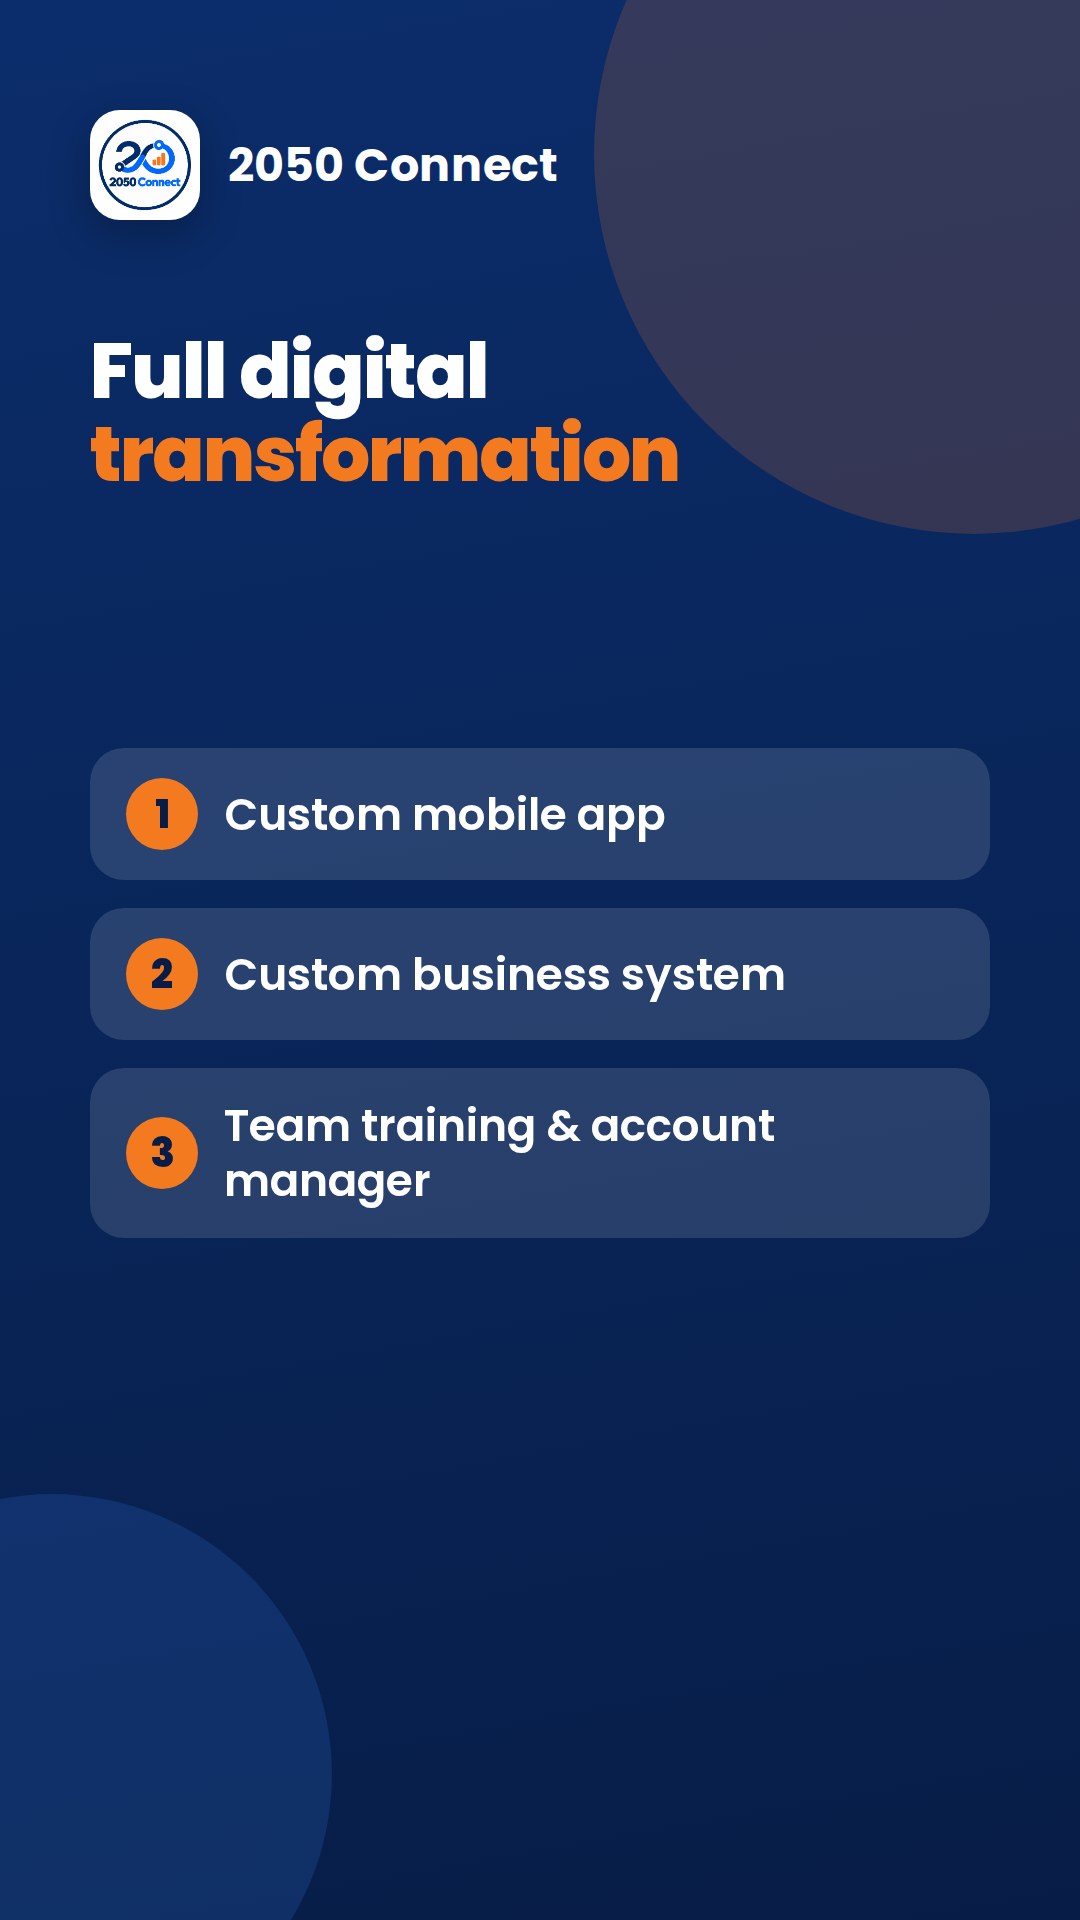 2050 Connect
2050 Connect
Full digital
transformation
1 Custom mobile app
2 Custom business system
3 Team training & account
manager